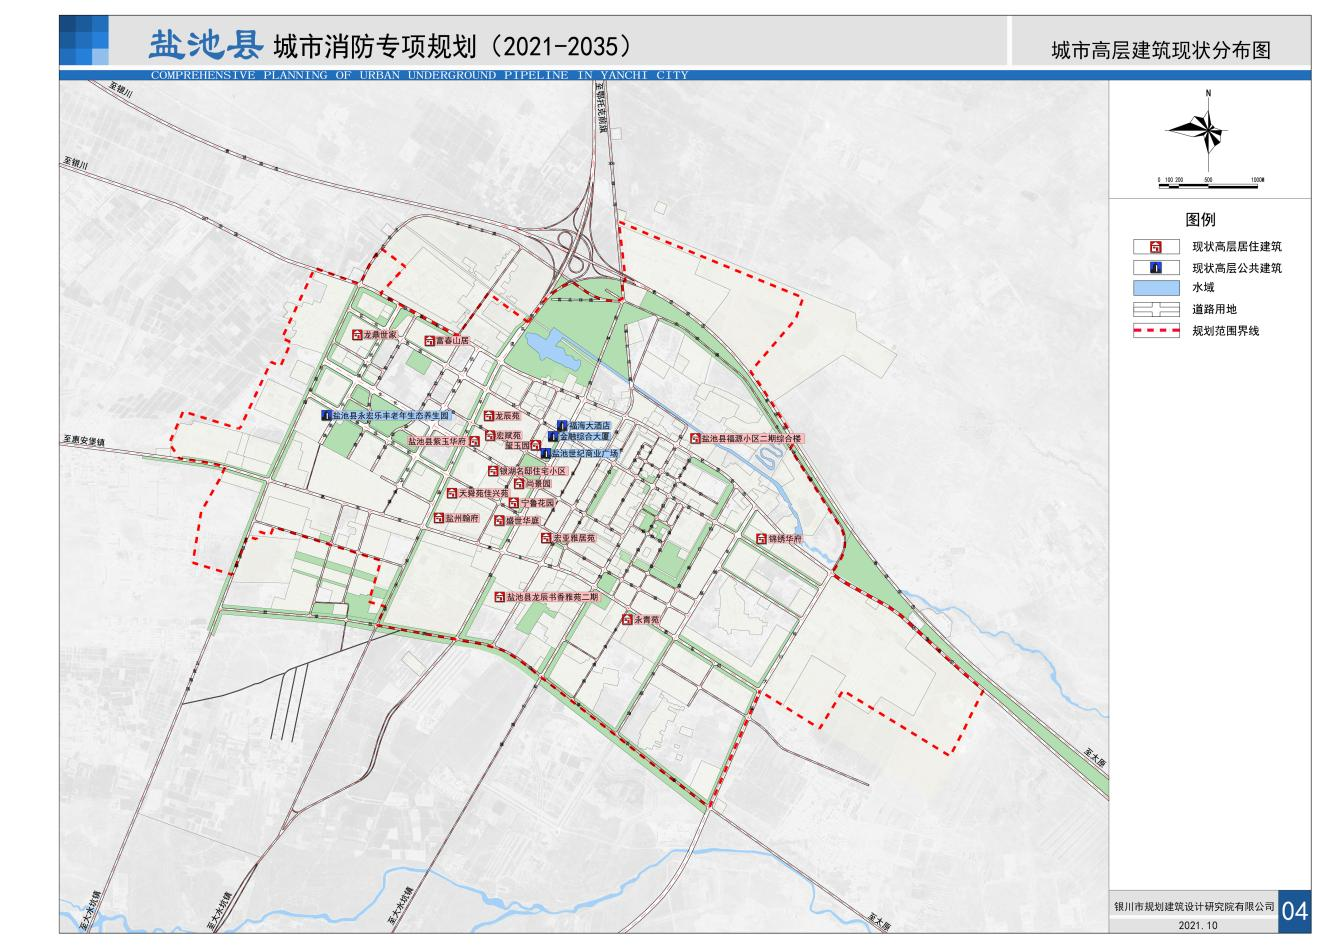 盐池县 城市消防专项规划（2021-2035）
城市高层建筑现状分布图
COMPREHENSIVE PLANNING OF URBAN UNDERGROUND PIPELINE IN YANCHI CITY
至银川
至鄂托克前旗
至银川
N
0 100 200 500 1000M
图例
现状高层居住建筑
现状高层公共建筑
水域
道路用地
规划范围界线
龙鼎世家
富春山居
盐池县永宏乐丰老年生态养生园
龙辰苑
福海大酒店
宏赋苑
金融综合大厦
盐池县福源小区二期综合楼
盐池县紫玉华府
玺玉园
盐池世纪商业广场
至惠安堡镇
银湖名邸住宅小区
尚景园
天舜苑佳兴苑
宁鲁花园
盐州翰府
盛世华庭
宏亚雅居苑
锦绣华府
盐池县龙辰书香雅苑二期
永青苑
至太原
至大水坑镇
至大水坑镇
至大水坑镇
至太原
银川市规划建筑设计研究院有限公司
2021.10
04